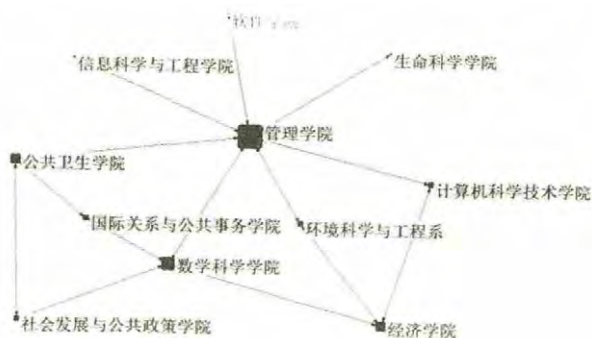 软件学院
信息科学与工程学院
生命科学学院
管理学院
公共卫生学院
计算机科学技术学院
国际关系与公共事务学院
环境科学与工程系
数学科学学院
社会发展与公共政策学院
经济学院